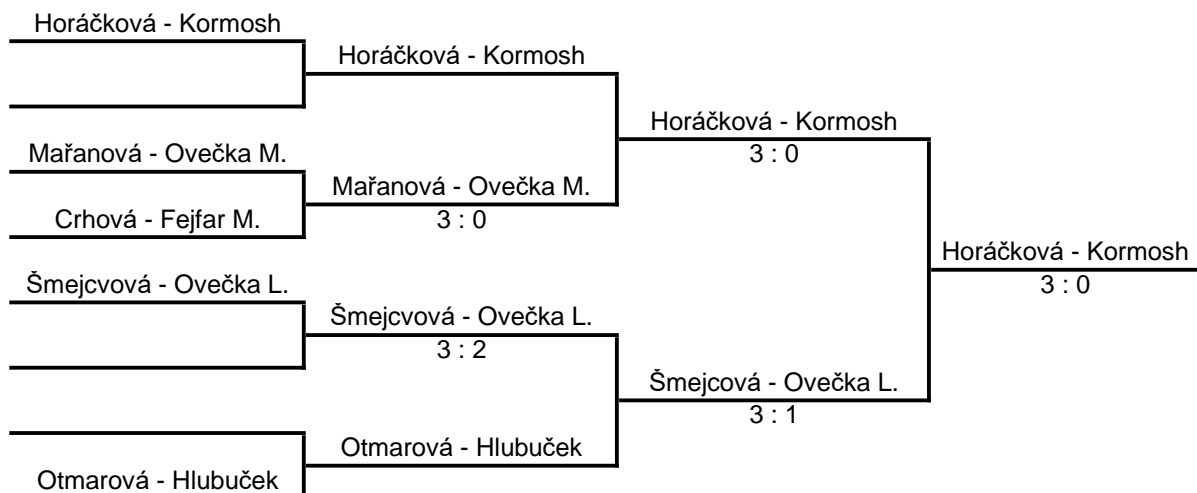 Horáčková - Kormosh
Horáčková - Kormosh
Horáčková - Kormosh
3 : 0
Mařanová - Ovečka M.
Mařanová - Ovečka M.
3 : 0
Crhová - Fejfar M.
Horáčková - Kormosh
3 : 0
Šmejcvová - Ovečka L.
Šmejcvová - Ovečka L.
3 : 2
Šmejcová - Ovečka L.
3 : 1
Otmarová - Hlubuček
Otmarová - Hlubuček